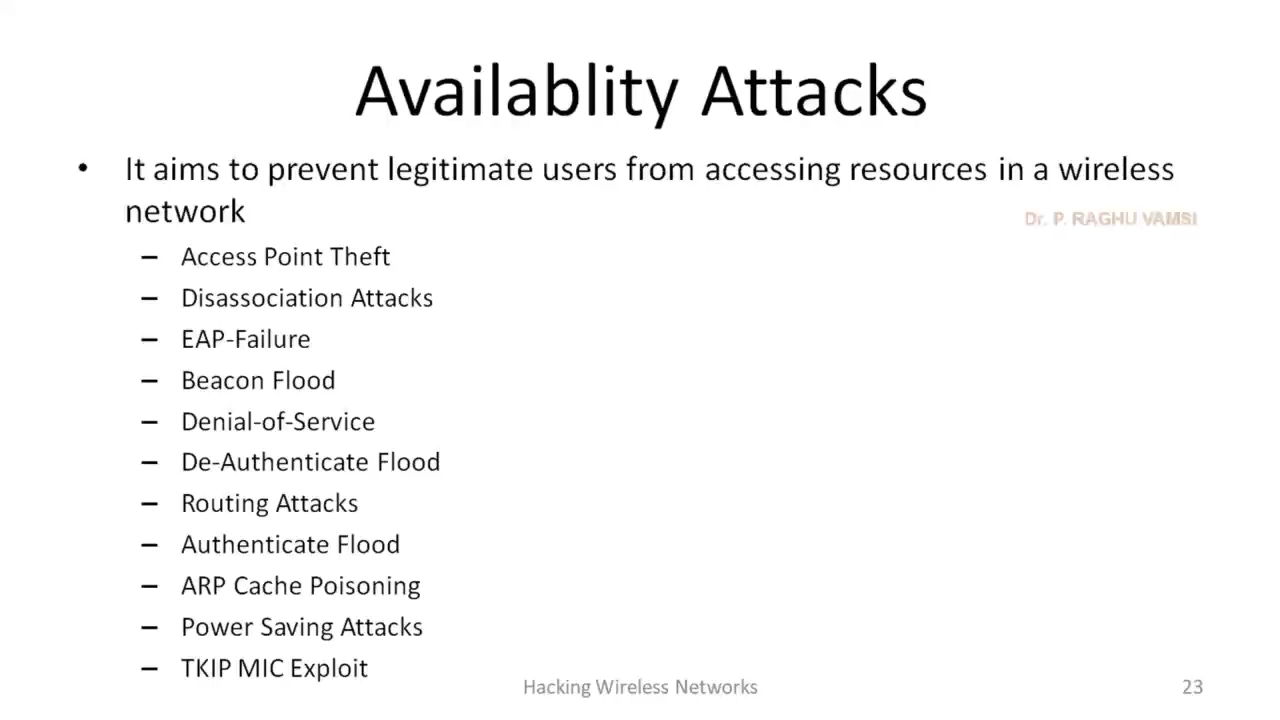 Availablity Attacks
• It aims to prevent legitimate users from accessing resources in a wireless
network
Dr. P. RAGHU VAMSI
– Access Point Theft
– Disassociation Attacks
– EAP-Failure
– Beacon Flood
– Denial-of-Service
– De-Authenticate Flood
– Routing Attacks
– Authenticate Flood
– ARP Cache Poisoning
– Power Saving Attacks
– TKIP MIC Exploit
Hacking Wireless Networks
23